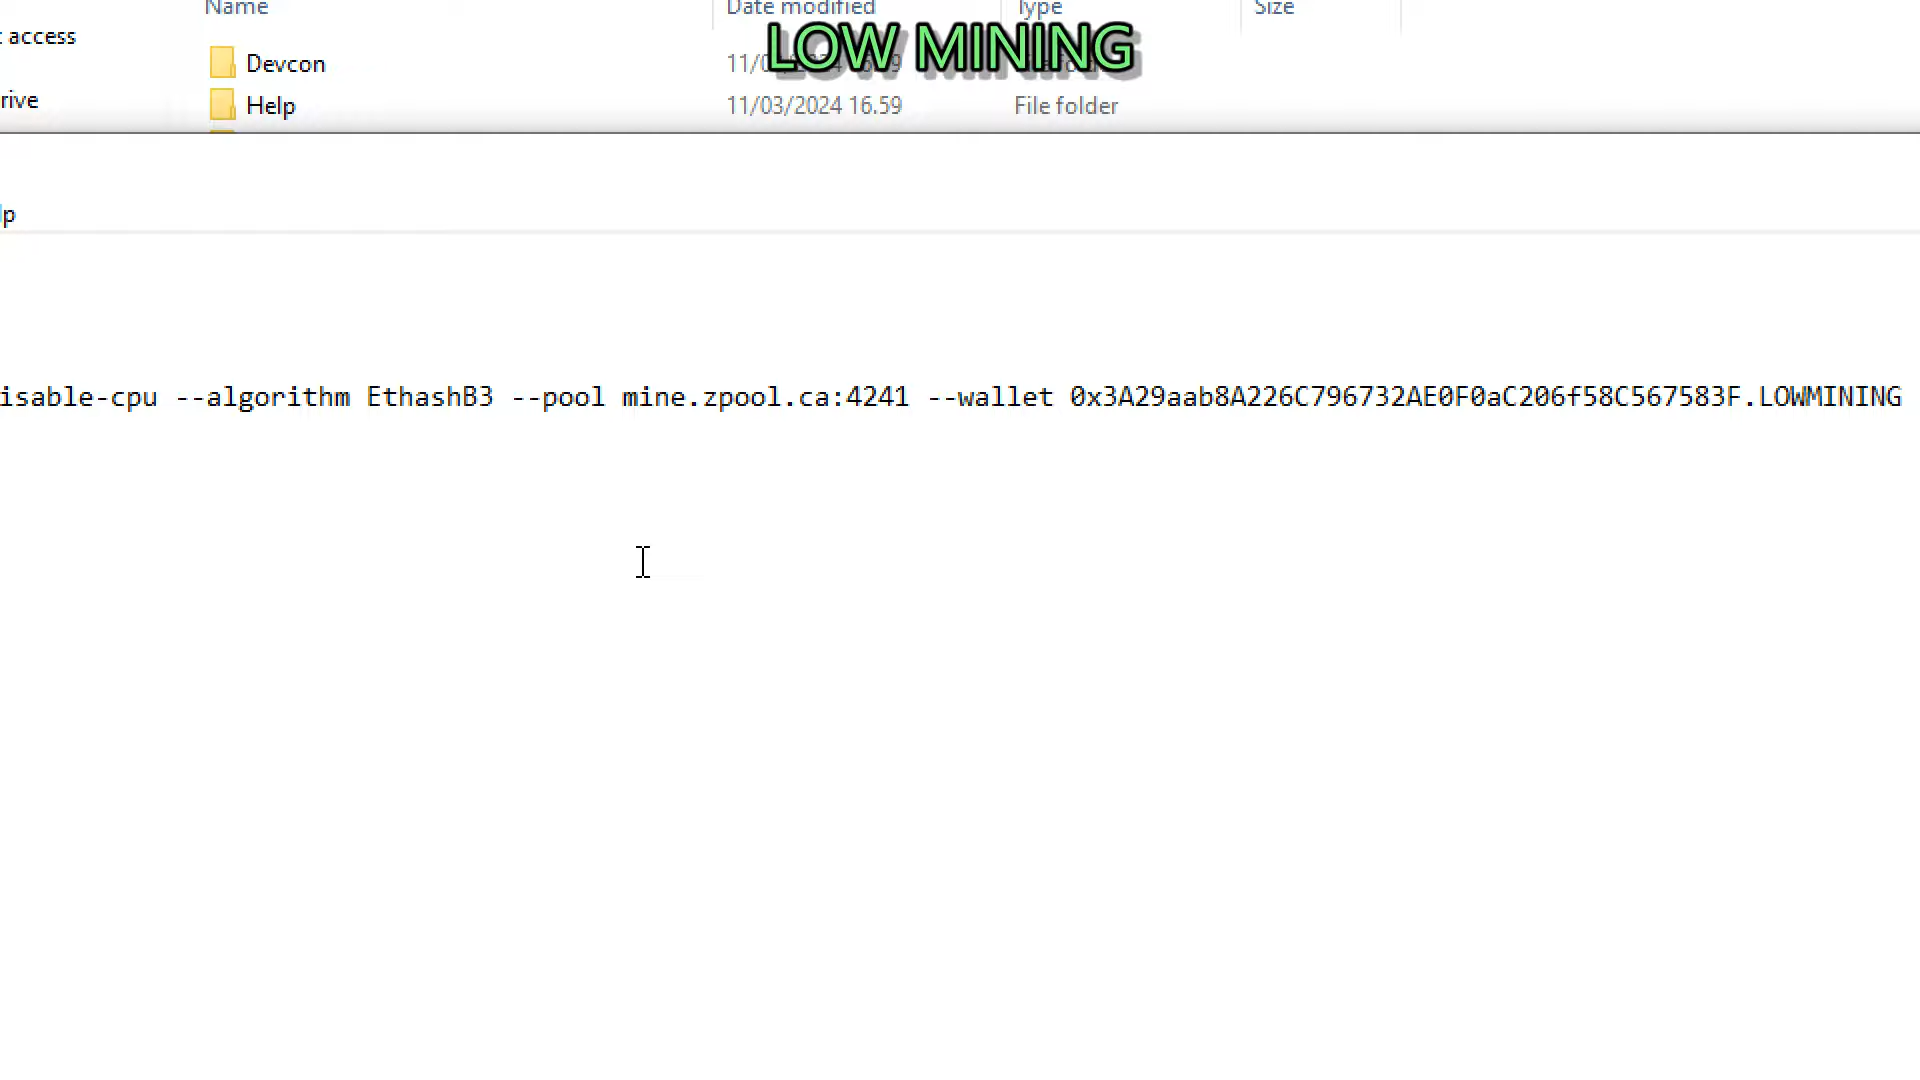 Name Date modified Type Size
LOW MINING
access
Devcon
rive Help 11/03/2024 16.59 File folder
lp
isable-cpu --algorithm EthashB3 --pool mine.zpool.ca:4241 --wallet 0x3A29aab8A226C796732AE0F0aC206f58C567583F.LOWMINING